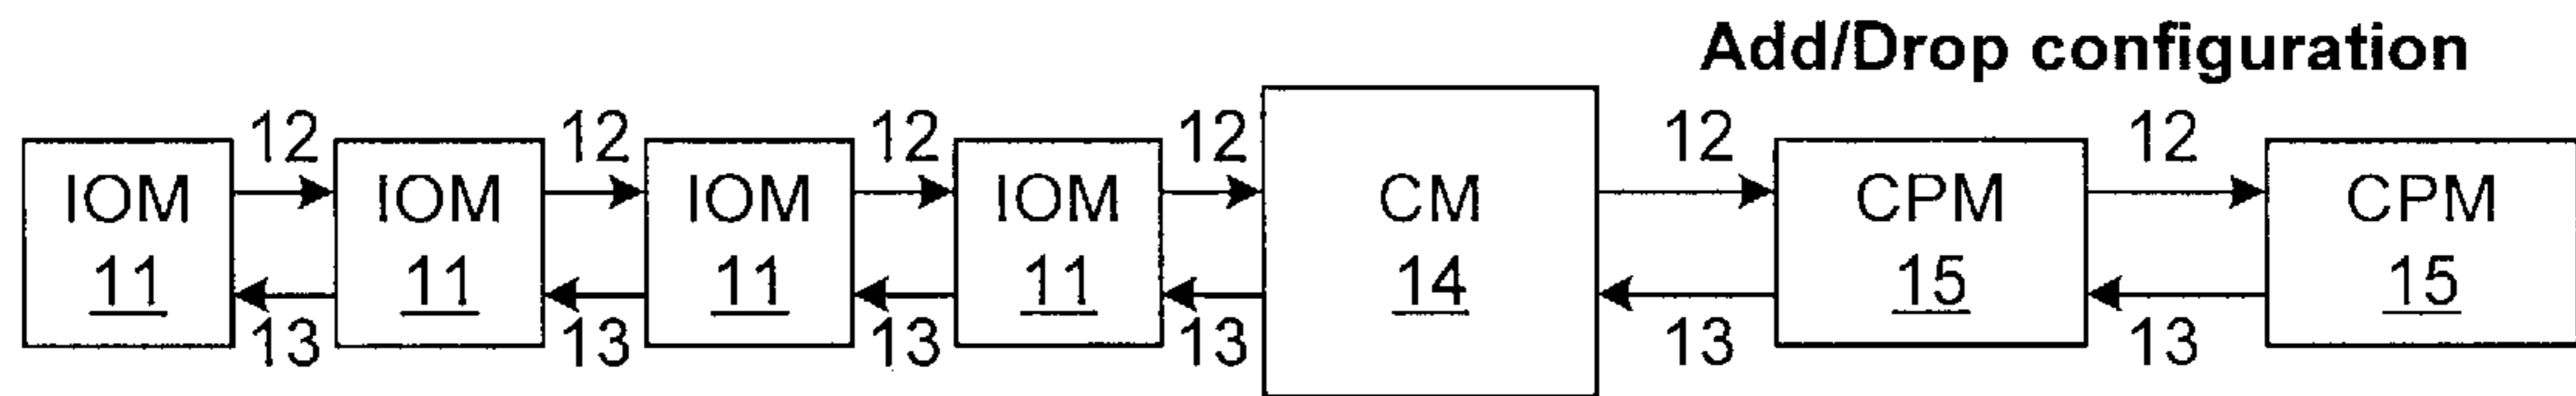 Add/Drop configuration
12 12 12 12 12 12
IOM IOM IOM IOM CM CPM CPM
11 11 11 11 14 15 15
13 13 13 13 13 13